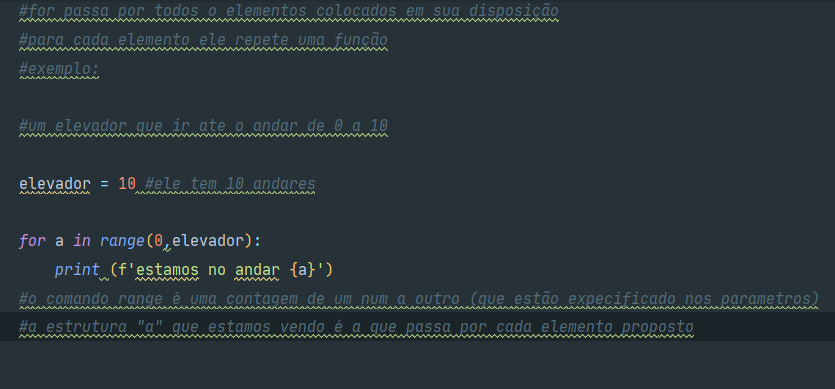 #for passa por todos o elementos colocados em sua disposição
#para cada elemento ele repete uma função
#exemplo:
#um elevador que ir ate o andar de 0 a 10
elevador = 10 #ele tem 10 andares
for a in range(0,elevador):
print (f'estamos no andar {a}')
#o comando range é uma contagem de um num a outro (que estão expecificado nos parametros)
#a estrutura "a" que estamos vendo é a que passa por cada elemento proposto